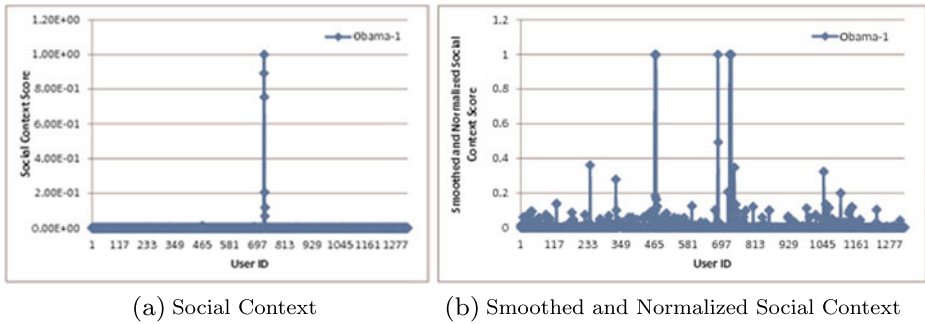 1.20E+00
1.00E+00
8.00E-01
6.00E-01
4.00E-01
2.00E-01
0.00E+00
Social Context Score
Obama-1
1 117 233 349 465 581 697 813 929 1045 1161 1277
User ID
1.2
1
0.8
0.6
0.4
0.2
0
Smoothed and Normalized Social
Context Score
Obama-1
1 117 233 349 465 581 697 813 929 1045 1161 1277
User ID
(a) Social Context
(b) Smoothed and Normalized Social Context